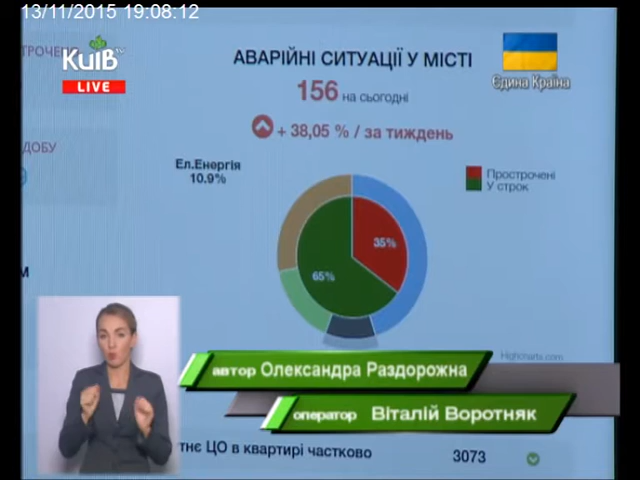 13/11/2015 19:08:12
КиїВ TV
LIVE
АВАРІЙНІ СИТУАЦІЇ У МІСТІ
156 на сьогодні
+ 38,05 % / за тиждень
Єдина Країна
ДОБУ
Ел.Енергія
10.9%
Прострочені
У строк
35%
65%
Highcharts.com
автор Олександра Раздорожна
оператор Віталій Воротняк
ЦО в квартирі частково 3073